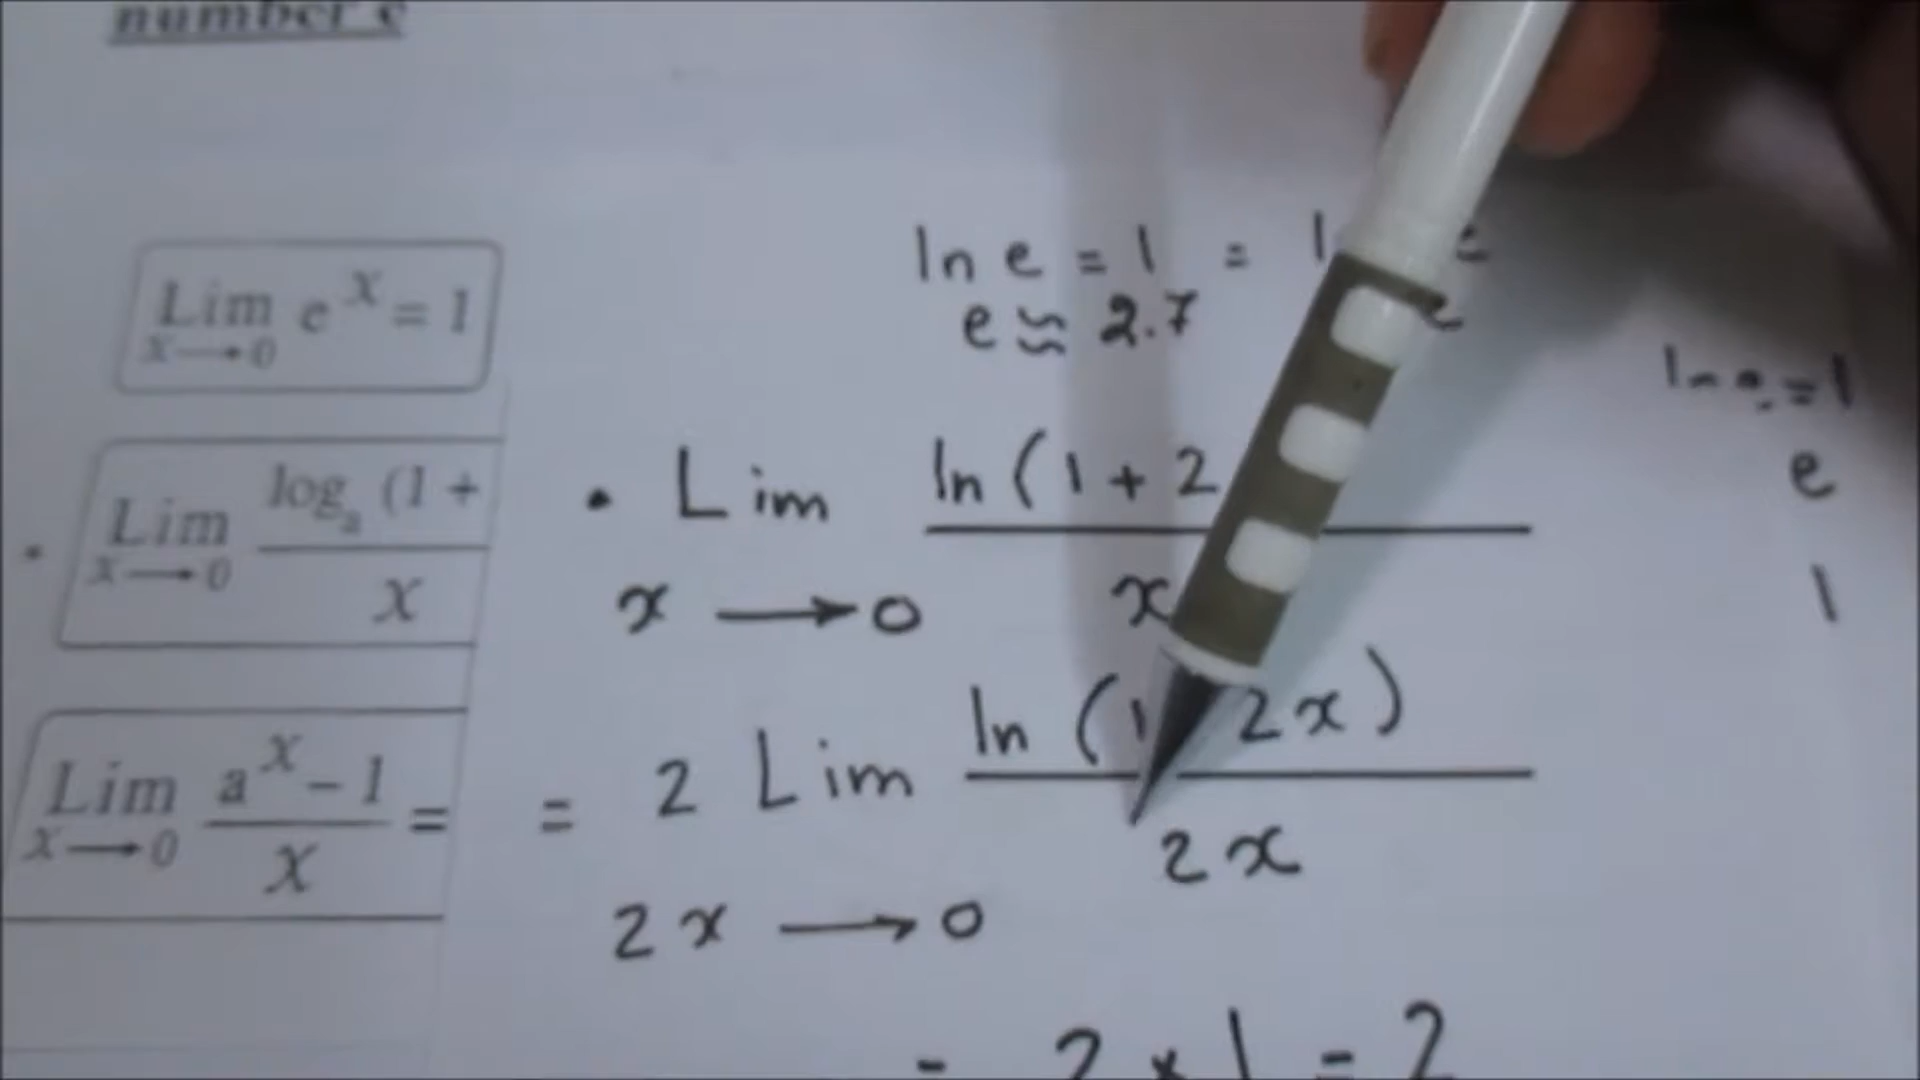 number e
Lim e^x = 1
x→0
Lim log_a (1 +
x→0 x
Lim a^x - 1 =
x→0 x
ln e = 1 =
e ≈ 2.7
ln e = 1
e
1
• Lim ln (1 + 2
x → 0 x
= 2 Lim ln (1 2x)
2x → 0 2x
= 2 × 1 = 2